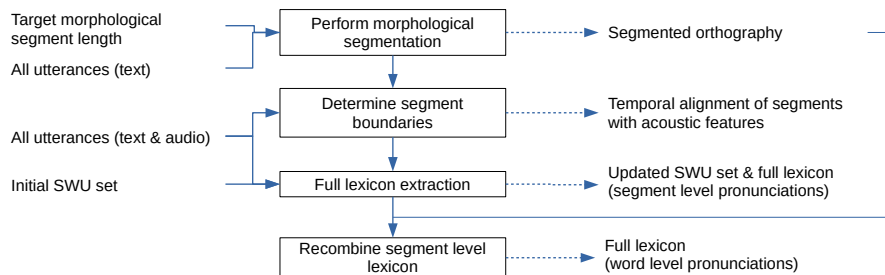 Target morphological
segment length
Perform morphological
segmentation
Segmented orthography
All utterances (text)
Determine segment
boundaries
Temporal alignment of segments
with acoustic features
All utterances (text & audio)
Initial SWU set
Full lexicon extraction
Updated SWU set & full lexicon
(segment level pronunciations)
Recombine segment level
lexicon
Full lexicon
(word level pronunciations)